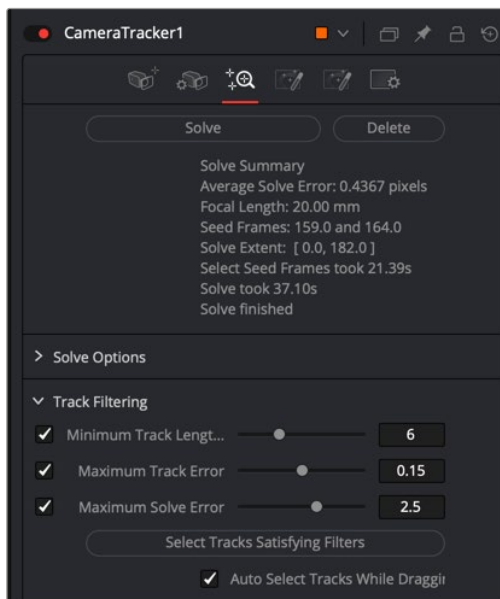 CameraTracker1
Solve Delete
Solve Summary
Average Solve Error: 0.4367 pixels
Focal Length: 20.00 mm
Seed Frames: 159.0 and 164.0
Solve Extent: [ 0.0, 182.0 ]
Select Seed Frames took 21.39s
Solve took 37.10s
Solve finished
Solve Options
Track Filtering
Minimum Track Lengt... 6
Maximum Track Error 0.15
Maximum Solve Error 2.5
Select Tracks Satisfying Filters
Auto Select Tracks While Draggi